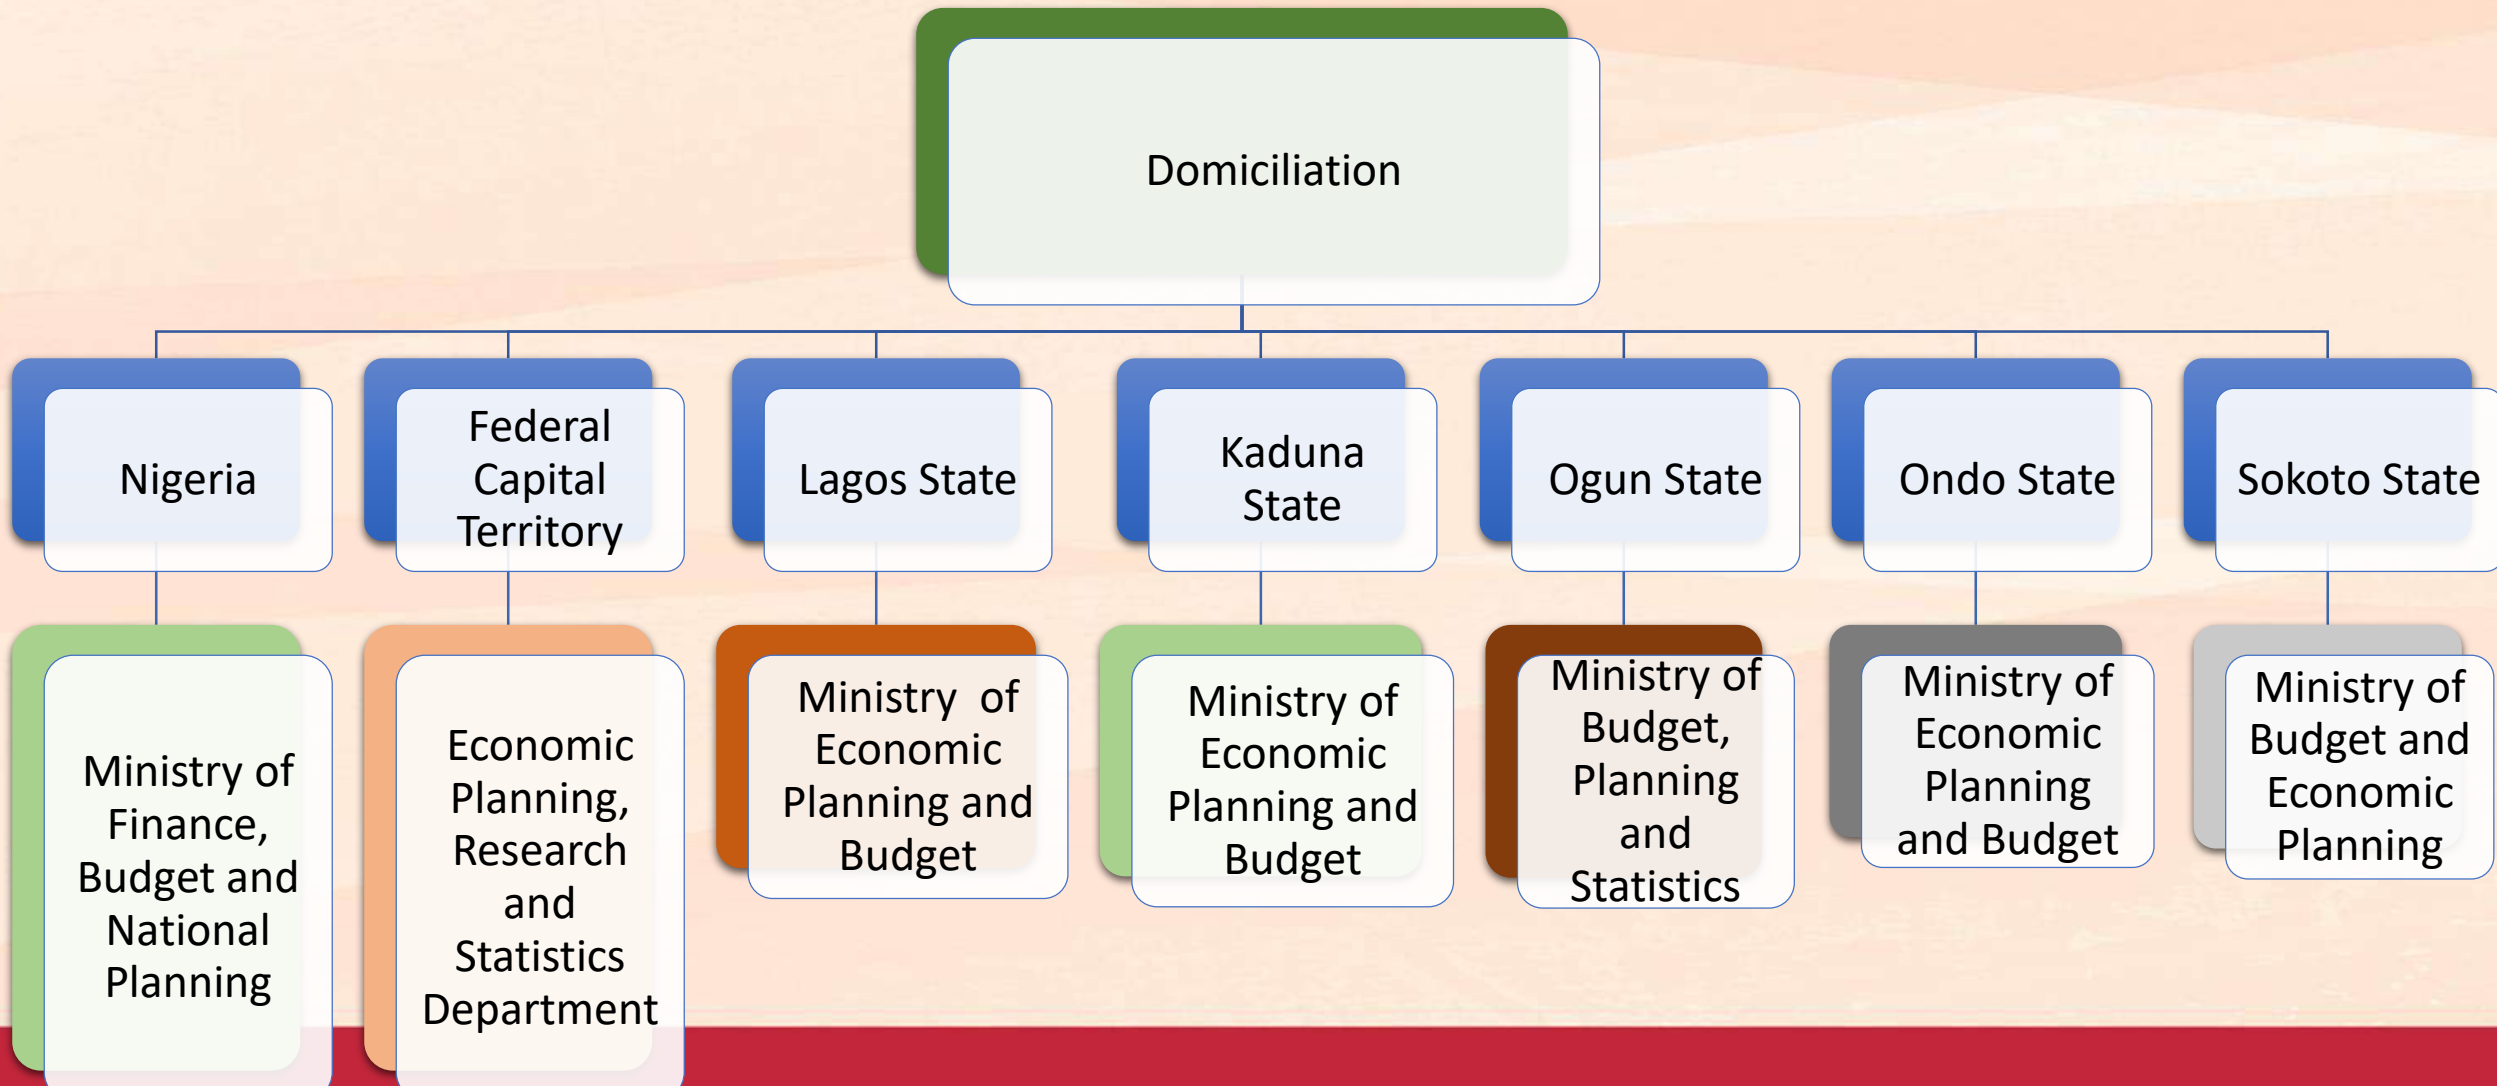 Domiciliation
Nigeria
Federal
Capital
Territory
Lagos State
Kaduna
State
Ogun State
Ondo State
Sokoto State
Ministry of
Finance,
Budget and
National
Planning
Economic
Planning,
Research
and
Statistics
Department
Ministry  of
Economic
Planning and
Budget
Ministry of
Economic
Planning and
Budget
Ministry of
Budget,
Planning
and
Statistics
Ministry of
Economic
Planning
and Budget
Ministry of
Budget and
Economic
Planning